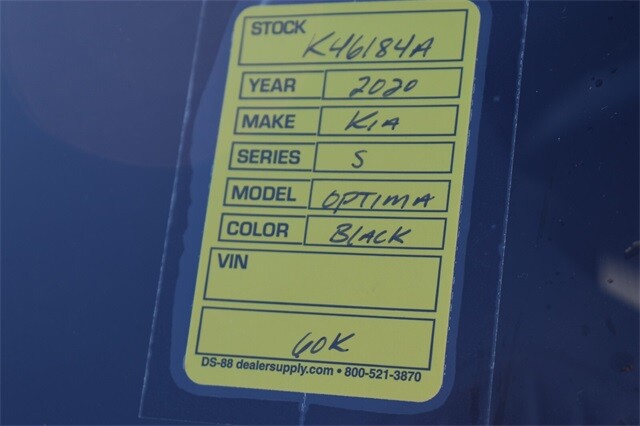 STOCK K46184A
YEAR 2020
MAKE KIA
SERIES S
MODEL OPTIMA
COLOR BLACK
VIN
60K
DS-88 dealersupply.com • 800-521-3870